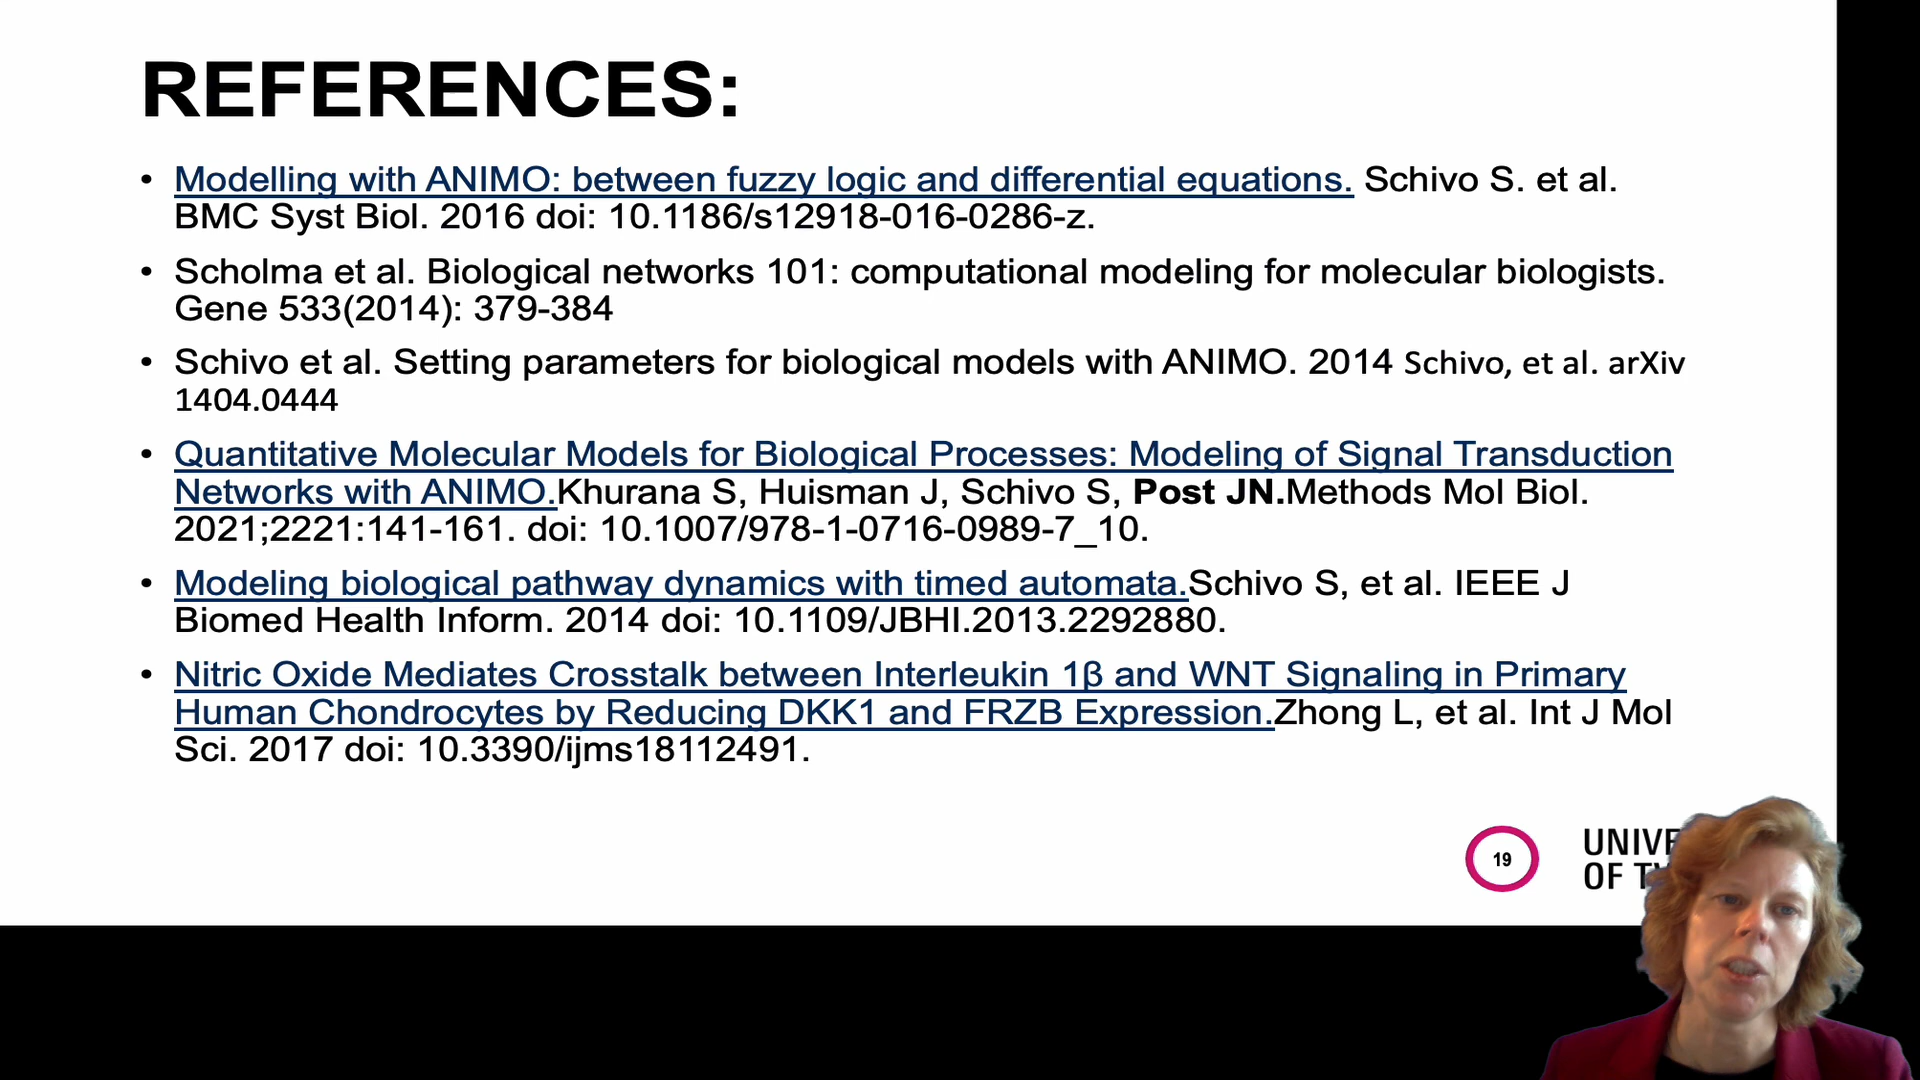 REFERENCES:
• Modelling with ANIMO: between fuzzy logic and differential equations. Schivo S. et al.
BMC Syst Biol. 2016 doi: 10.1186/s12918-016-0286-z.
• Scholma et al. Biological networks 101: computational modeling for molecular biologists.
Gene 533(2014): 379-384
• Schivo et al. Setting parameters for biological models with ANIMO. 2014 Schivo, et al. arXiv
1404.0444
• Quantitative Molecular Models for Biological Processes: Modeling of Signal Transduction
Networks with ANIMO.Khurana S, Huisman J, Schivo S, Post JN.Methods Mol Biol.
2021;2221:141-161. doi: 10.1007/978-1-0716-0989-7_10.
• Modeling biological pathway dynamics with timed automata.Schivo S, et al. IEEE J
Biomed Health Inform. 2014 doi: 10.1109/JBHI.2013.2292880.
• Nitric Oxide Mediates Crosstalk between Interleukin 1β and WNT Signaling in Primary
Human Chondrocytes by Reducing DKK1 and FRZB Expression.Zhong L, et al. Int J Mol
Sci. 2017 doi: 10.3390/ijms18112491.
19
OF